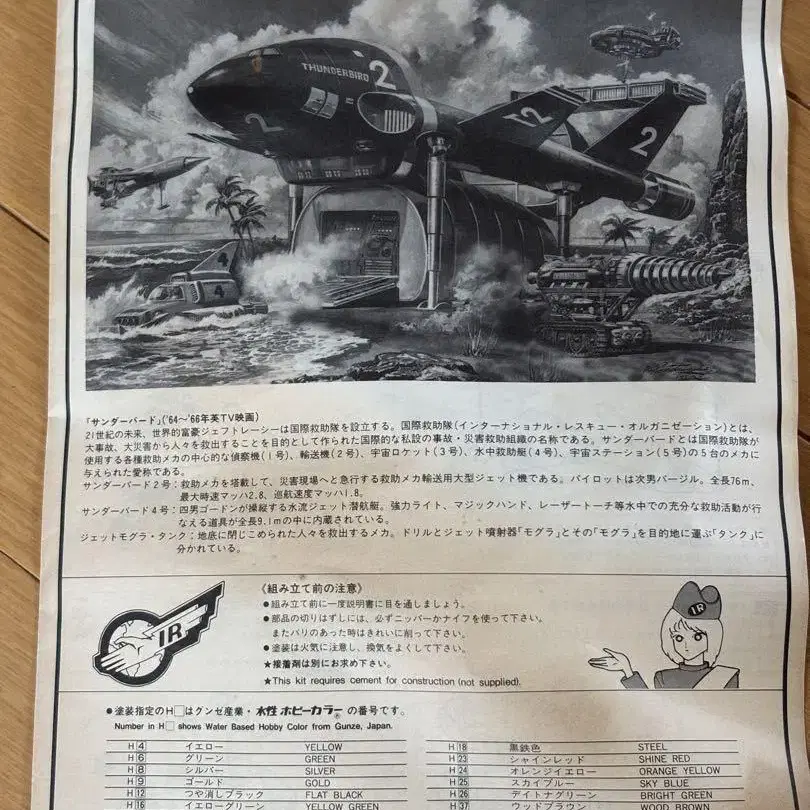 THUNDERBIRD 2
2
2
2
4
4
「サンダーバード」('64〜'66年英TV映画)
21世紀の未来、世界的富豪ジェフトレーシーは国際救助隊を設立する。国際救助隊(インターナショナル・レスキュー・オルガニゼーション)とは、
大事故、大災害から人々を救出することを目的として作られた国際的な私設の事故・災害救助組織の名称である。サンダーバードとは国際救助隊が
使用する各種救助メカの中心的な偵察機(1号)、輸送機(2号)、宇宙ロケット(3号)、水中救助艇(4号)、宇宙ステーション(5号)の5台のメカに
与えられた愛称である。
サンダーバード2号：救助メカを搭載して、災害現場へと急行する救助メカ輸送用大型ジェット機である。パイロットは次男バージル。全長76m、
最大時速マッハ2.8、巡航速度マッハ1.8。
サンダーバード4号：四男ゴードンが操縦する水流ジェット潜航艇。強力ライト、マジックハンド、レーザートーチ等水中での充分な救助活動が行
なえる道具が全長9.1mの中に内蔵されている。
ジェットモグラ・タンク：地底に閉じこめられた人々を救出するメカ。ドリルとジェット噴射器「モグラ」とその「モグラ」を目的地に運ぶ「タンク」に
分かれている。
IR
《組み立て前の注意》
●組み立て前に一度説明書に目を通しましょう。
●部品の切りはずしには、必ずニッパーかナイフを使って下さい。
またバリのあった時はきれいに削って下さい。
●塗装は火気に注意し、換気をよくして下さい。
★接着剤は別にお求め下さい。
★This kit requires cement for construction (not supplied).
IR
●塗装指定のH□はグンゼ産業・水性ホビーカラーの番号です。
Number in H□ shows Water Based Hobby Color from Gunze, Japan.
H 4 イエロー YELLOW
H 6 グリーン GREEN
H 8 シルバー SILVER
H 9 ゴールド GOLD
H 12 つや消しブラック FLAT BLACK
H 16 イエローグリーン YELLOW GREEN
H 18 黒鉄色 STEEL
H 23 シャインレッド SHINE RED
H 24 オレンジイエロー ORANGE YELLOW
H 25 スカイブルー SKY BLUE
H 26 デイトナグリーン BRIGHT GREEN
H 37 ウッドブラウン WOOD BROWN